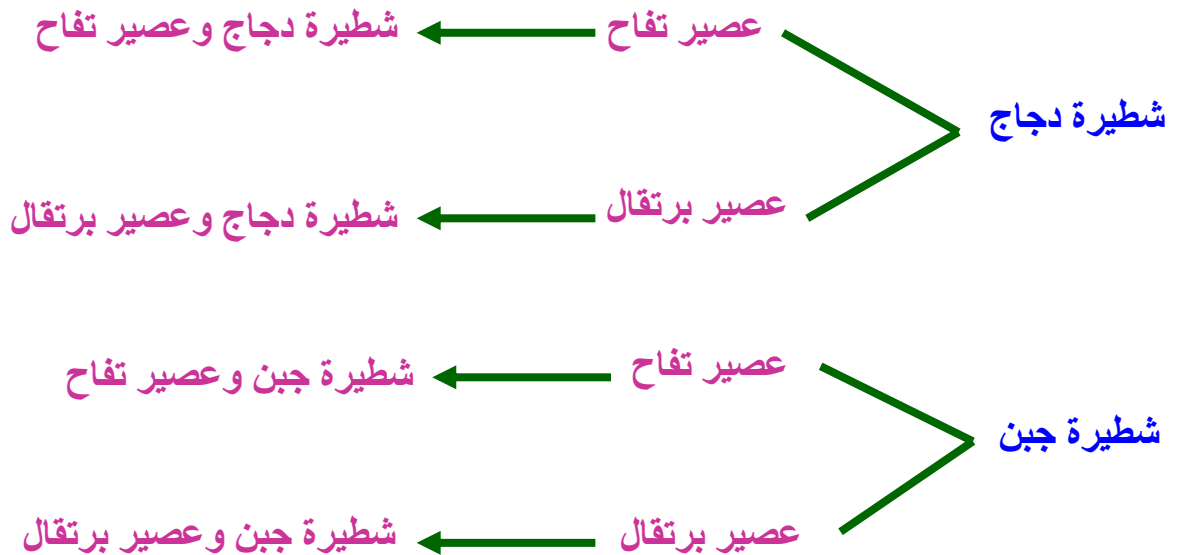 عصير تفاح
شطيرة دجاج وعصير تفاح
شطيرة دجاج
عصير برتقال
شطيرة دجاج وعصير برتقال
عصير تفاح
شطيرة جبن وعصير تفاح
شطيرة جبن
عصير برتقال
شطيرة جبن وعصير برتقال